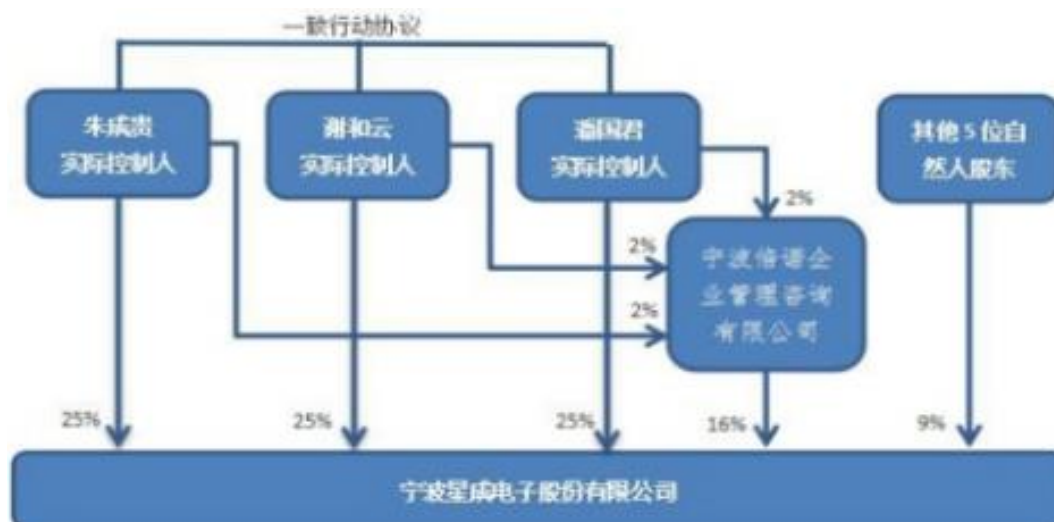 一致行动协议
朱成贵
实际控制人
谢和云
实际控制人
潘国君
实际控制人
其他5位自
然人股东
2%
2%
2%
宁波倍诺企
业管理咨询
有限公司
25%
25%
25%
16%
9%
宁波星成电子股份有限公司